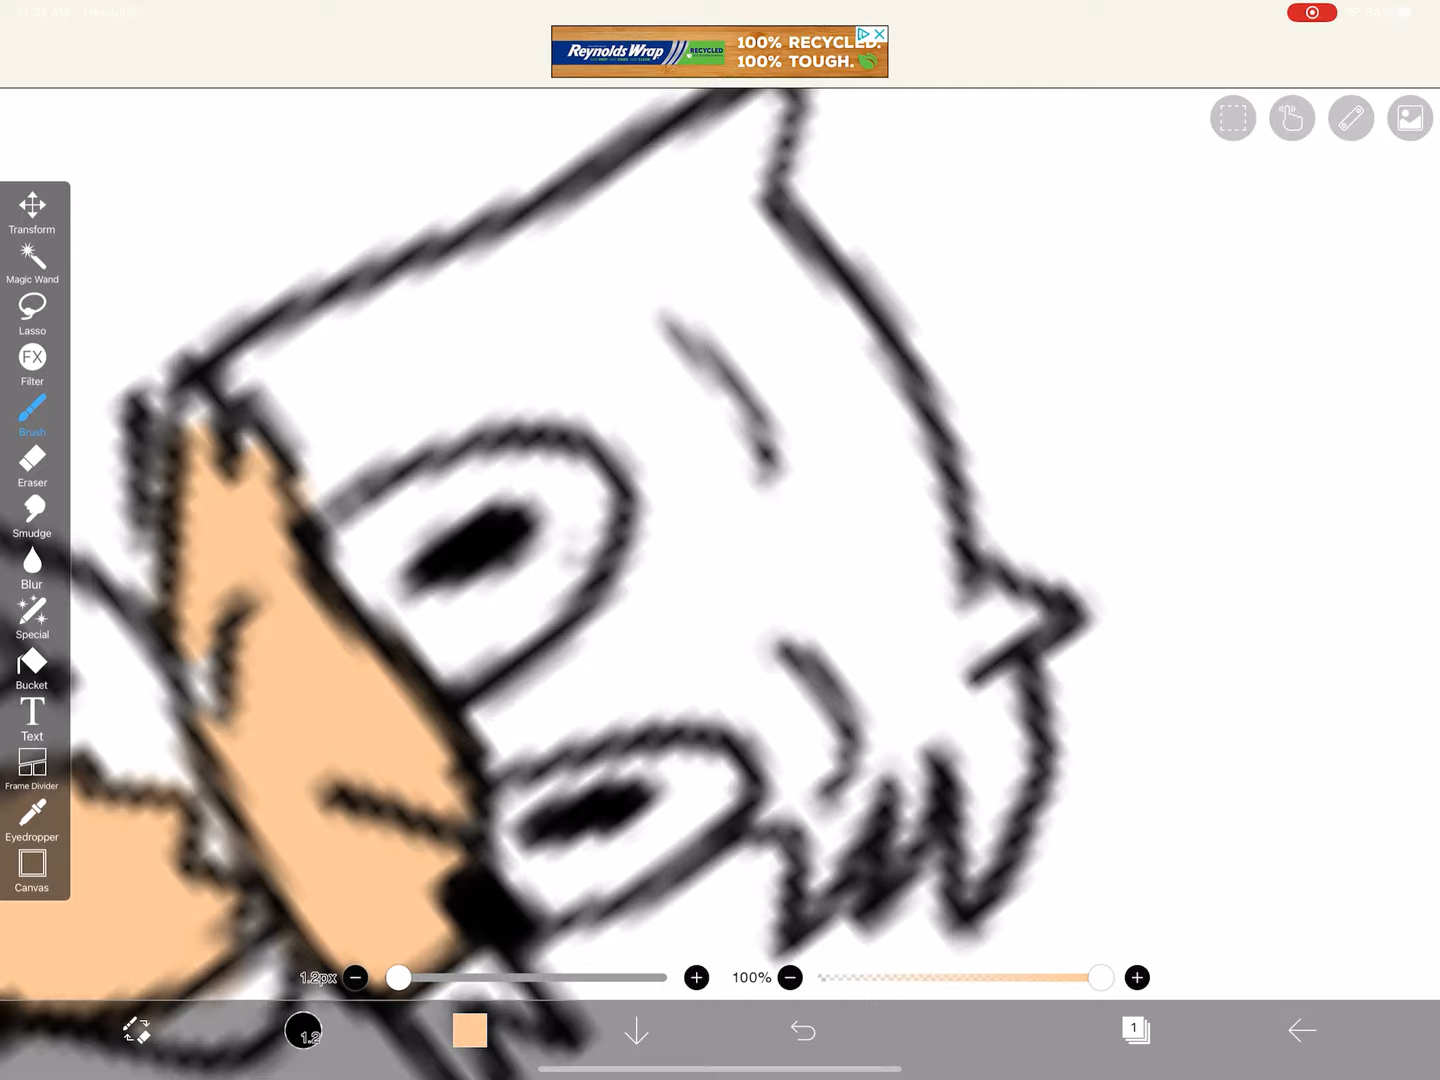 Reynolds Wrap
RECYCLED
100% RECYCLED.
100% TOUGH.
Transform
Magic Wand
Lasso
FX
Filter
Brush
Eraser
Smudge
Blur
Special
Bucket
T
Text
Frame Divider
Eyedropper
Canvas
1.2px
100%
1.2
1